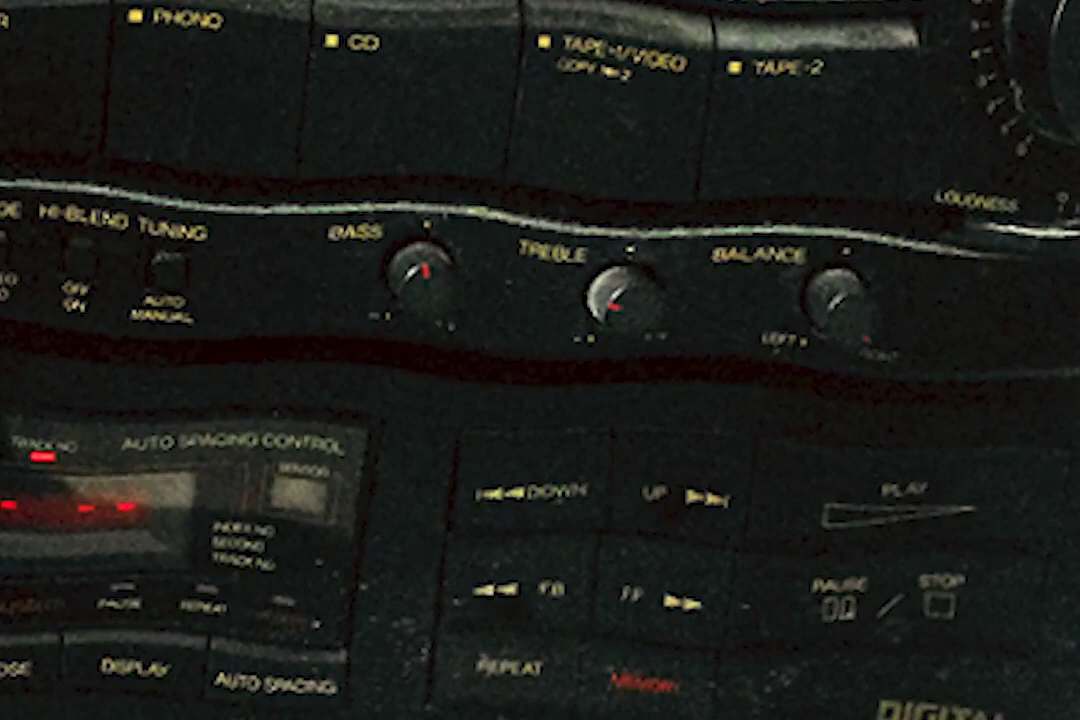 PHONO
CD
TAPE-1/VIDEO
COPY 1▸2
TAPE-2
LOUDNESS
HI-BLEND
TUNING
BASS
TREBLE
BALANCE
OFF
ON
AUTO
MANUAL
LEFT
TRACK NO
AUTO SPACING CONTROL
SENSOR
INDEX NO
SECOND
TRACK NO
PAUSE
REPEAT
DISPLAY
AUTO SPACING
DOWN
UP
PLAY
FB
FF
PAUSE
STOP
REPEAT
MEMORY
DIGITAL